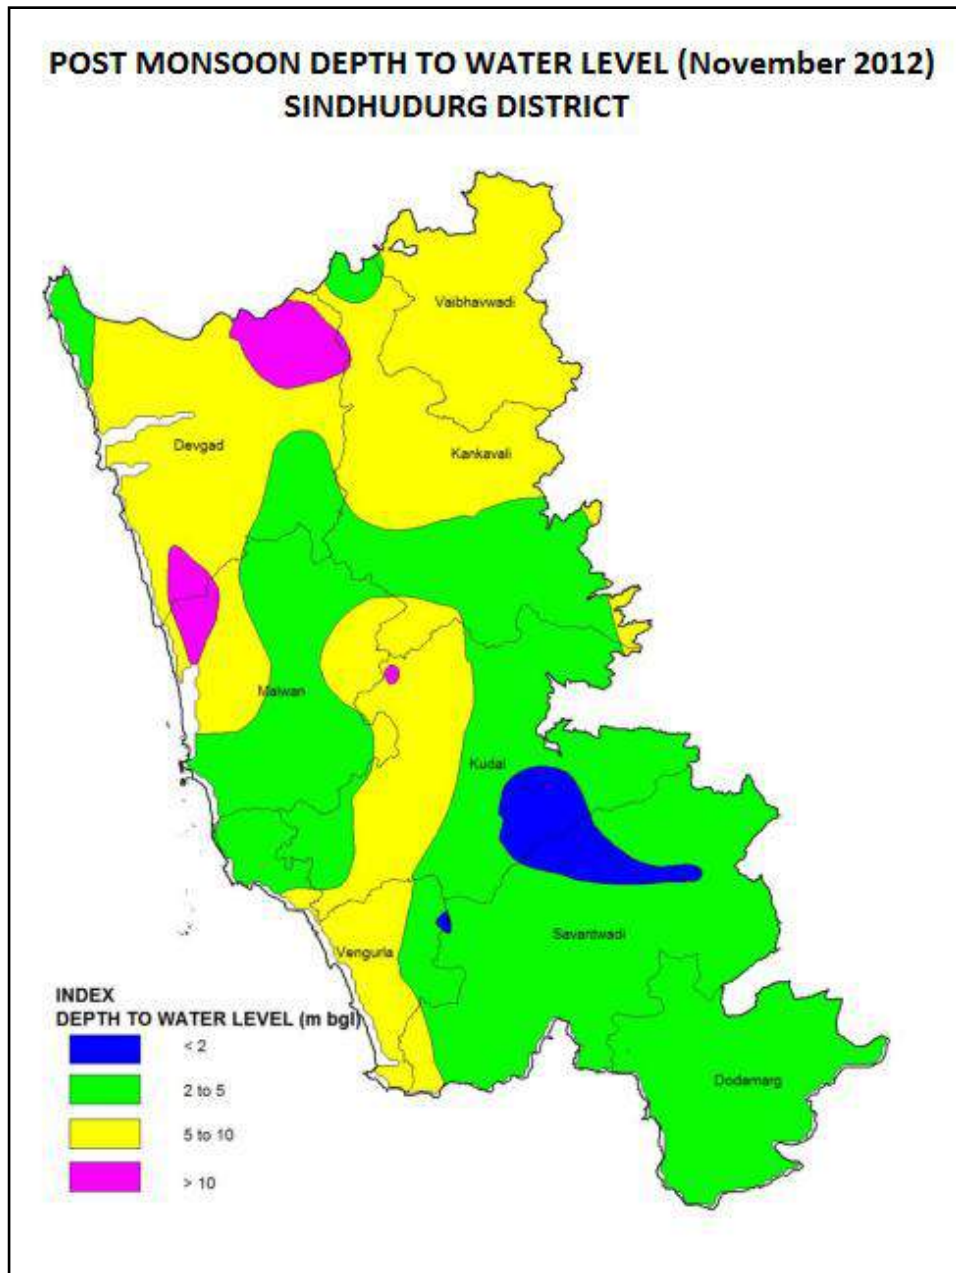 POST MONSOON DEPTH TO WATER LEVEL (November 2012)
SINDHUDURG DISTRICT
Vaibhavwadi
Devgad
Kankavali
Malwan
Kudal
Savantwadi
Vengurla
Dodamarg
INDEX
DEPTH TO WATER LEVEL (m bgl)
< 2
2 to 5
5 to 10
> 10